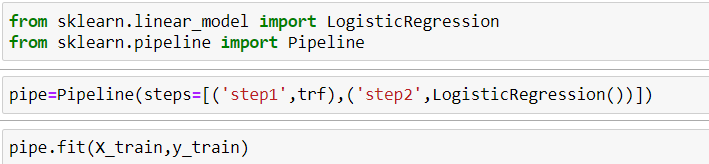 from sklearn.linear_model import LogisticRegression
from sklearn.pipeline import Pipeline
pipe=Pipeline(steps=[('step1',trf),('step2',LogisticRegression())])
pipe.fit(X_train,y_train)